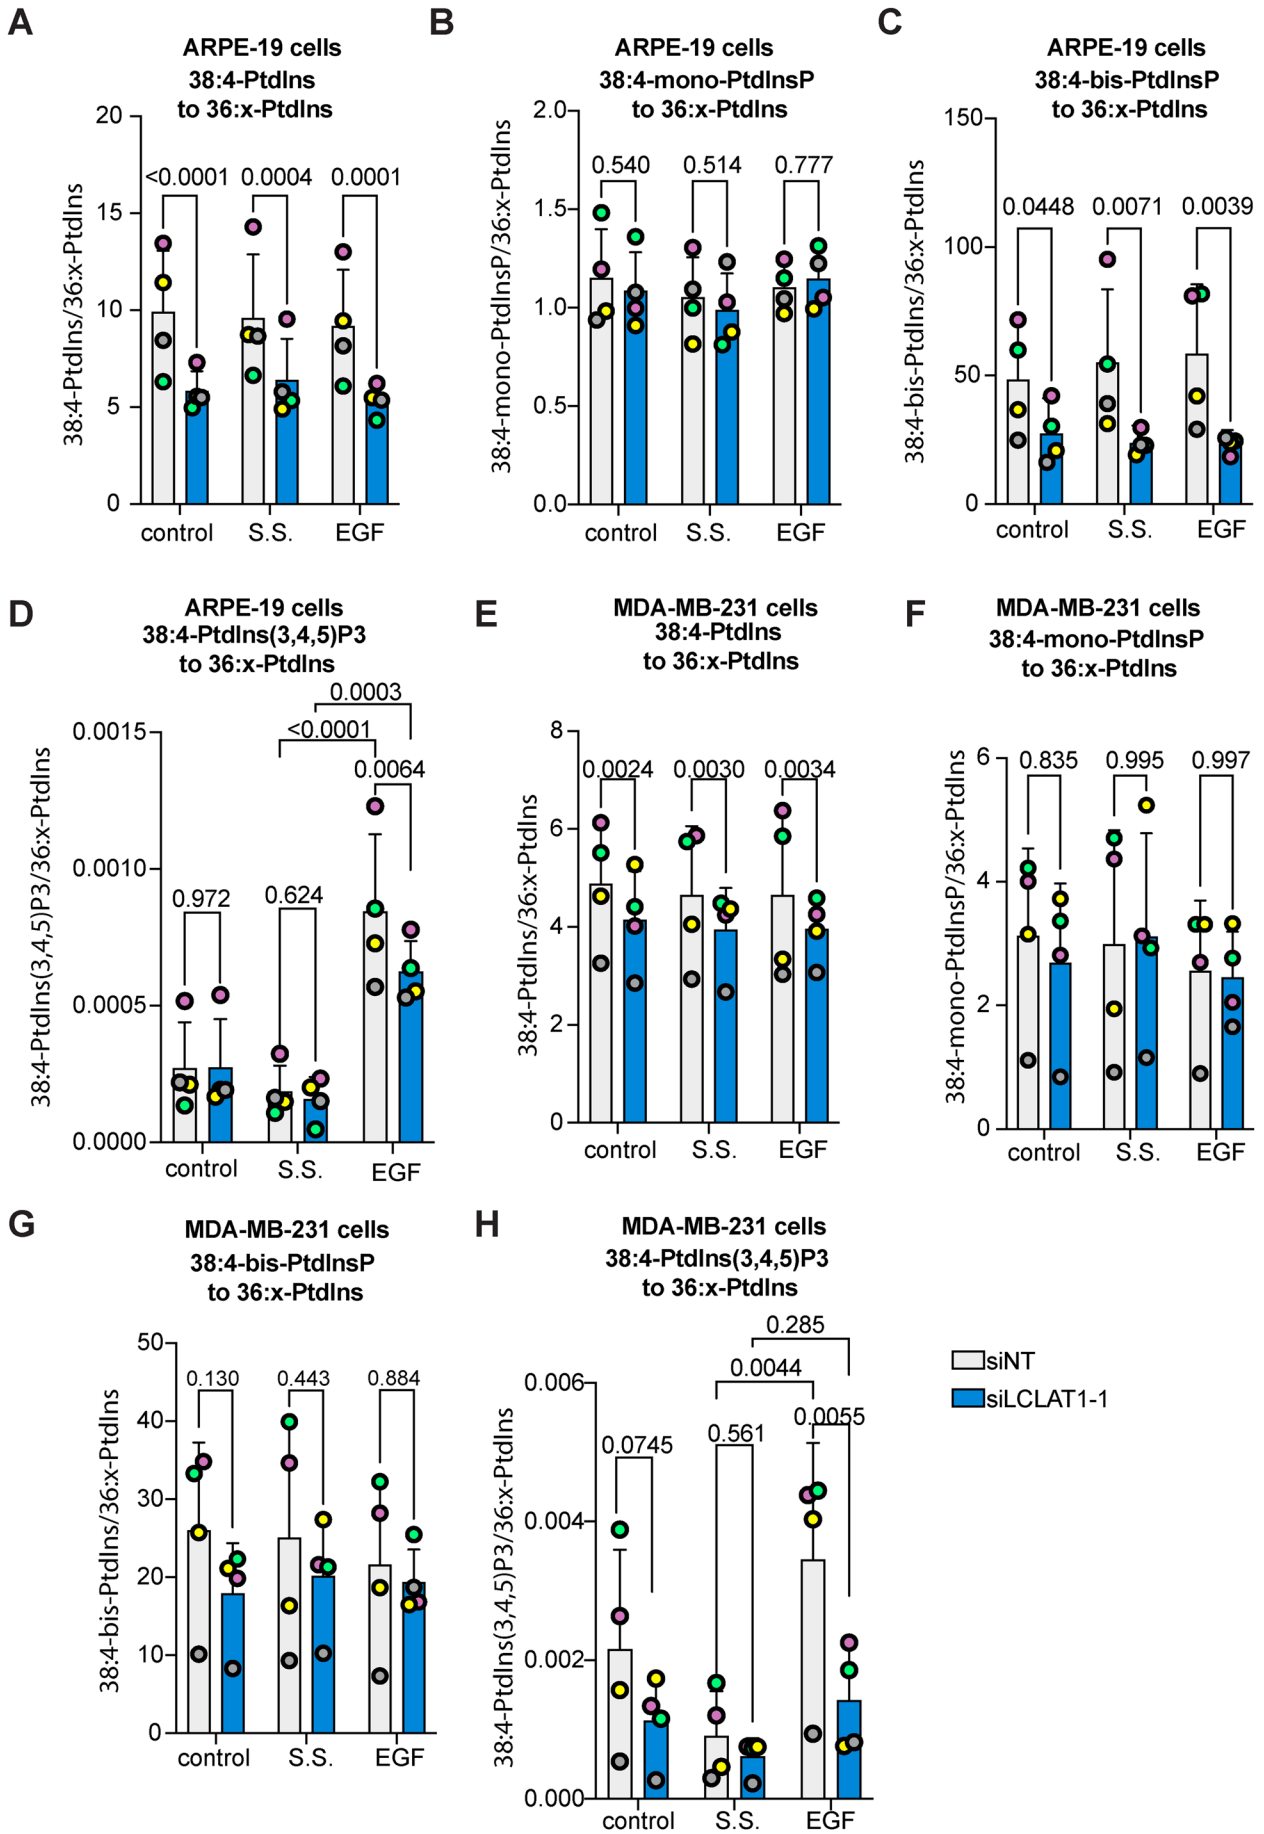 A
ARPE-19 cells
38:4-PtdIns
to 36:x-PtdIns
38:4-PtdIns/36:x-PtdIns
20
15
10
5
0
<0.0001
0.0004
0.0001
control
S.S.
EGF
B
ARPE-19 cells
38:4-mono-PtdInsP
to 36:x-PtdIns
38:4-mono-PtdInsP/36:x-PtdIns
2.0
1.5
1.0
0.5
0.0
0.540
0.514
0.777
control
S.S.
EGF
C
ARPE-19 cells
38:4-bis-PtdInsP
to 36:x-PtdIns
38:4-bis-PtdIns/36:x-PtdIns
150
100
50
0
0.0448
0.0071
0.0039
control
S.S.
EGF
D
ARPE-19 cells
38:4-PtdIns(3,4,5)P3
to 36:x-PtdIns
38:4-PtdIns(3,4,5)P3/36:x-PtdIns
0.0015
0.0010
0.0005
0.0000
0.0003
<0.0001
0.0064
0.972
0.624
control
S.S.
EGF
E
MDA-MB-231 cells
38:4-PtdIns
to 36:x-PtdIns
38:4-PtdIns/36:x-PtdIns
8
6
4
2
0
0.0024
0.0030
0.0034
control
S.S.
EGF
F
MDA-MB-231 cells
38:4-mono-PtdInsP
to 36:x-PtdIns
38:4-mono-PtdInsP/36:x-PtdIns
6
4
2
0
0.835
0.995
0.997
control
S.S.
EGF
G
MDA-MB-231 cells
38:4-bis-PtdInsP
to 36:x-PtdIns
38:4-bis-PtdIns/36:x-PtdIns
50
40
30
20
10
0
0.130
0.443
0.884
control
S.S.
EGF
H
MDA-MB-231 cells
38:4-PtdIns(3,4,5)P3
to 36:x-PtdIns
38:4-PtdIns(3,4,5)P3/36:x-PtdIns
0.006
0.004
0.002
0.000
0.285
0.0044
0.0055
0.0745
0.561
control
S.S.
EGF
siNT
siLCLAT1-1